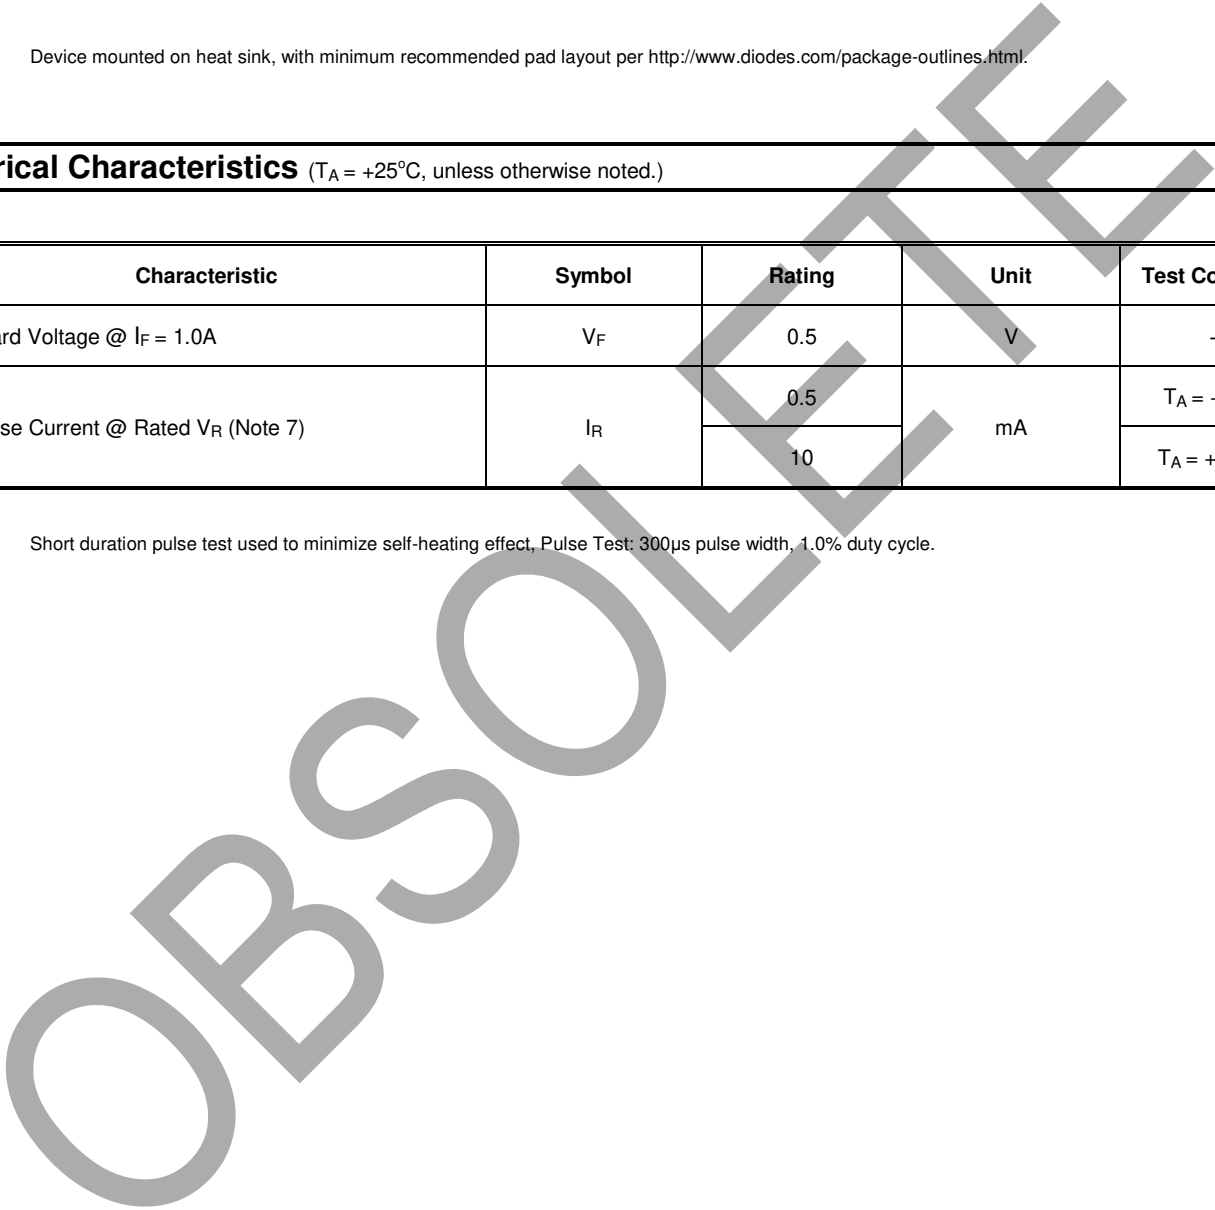 Device mounted on heat sink, with minimum recommended pad layout per http://www.diodes.com/package-outlines.html.
rical Characteristics (TA = +25°C, unless otherwise noted.)
Characteristic Symbol Rating Unit Test Co
rd Voltage @ IF = 1.0A VF 0.5 V -
se Current @ Rated VR (Note 7) IR 0.5 mA TA = -
10 TA = +
Short duration pulse test used to minimize self-heating effect, Pulse Test: 300µs pulse width, 1.0% duty cycle.
OBSOLETE